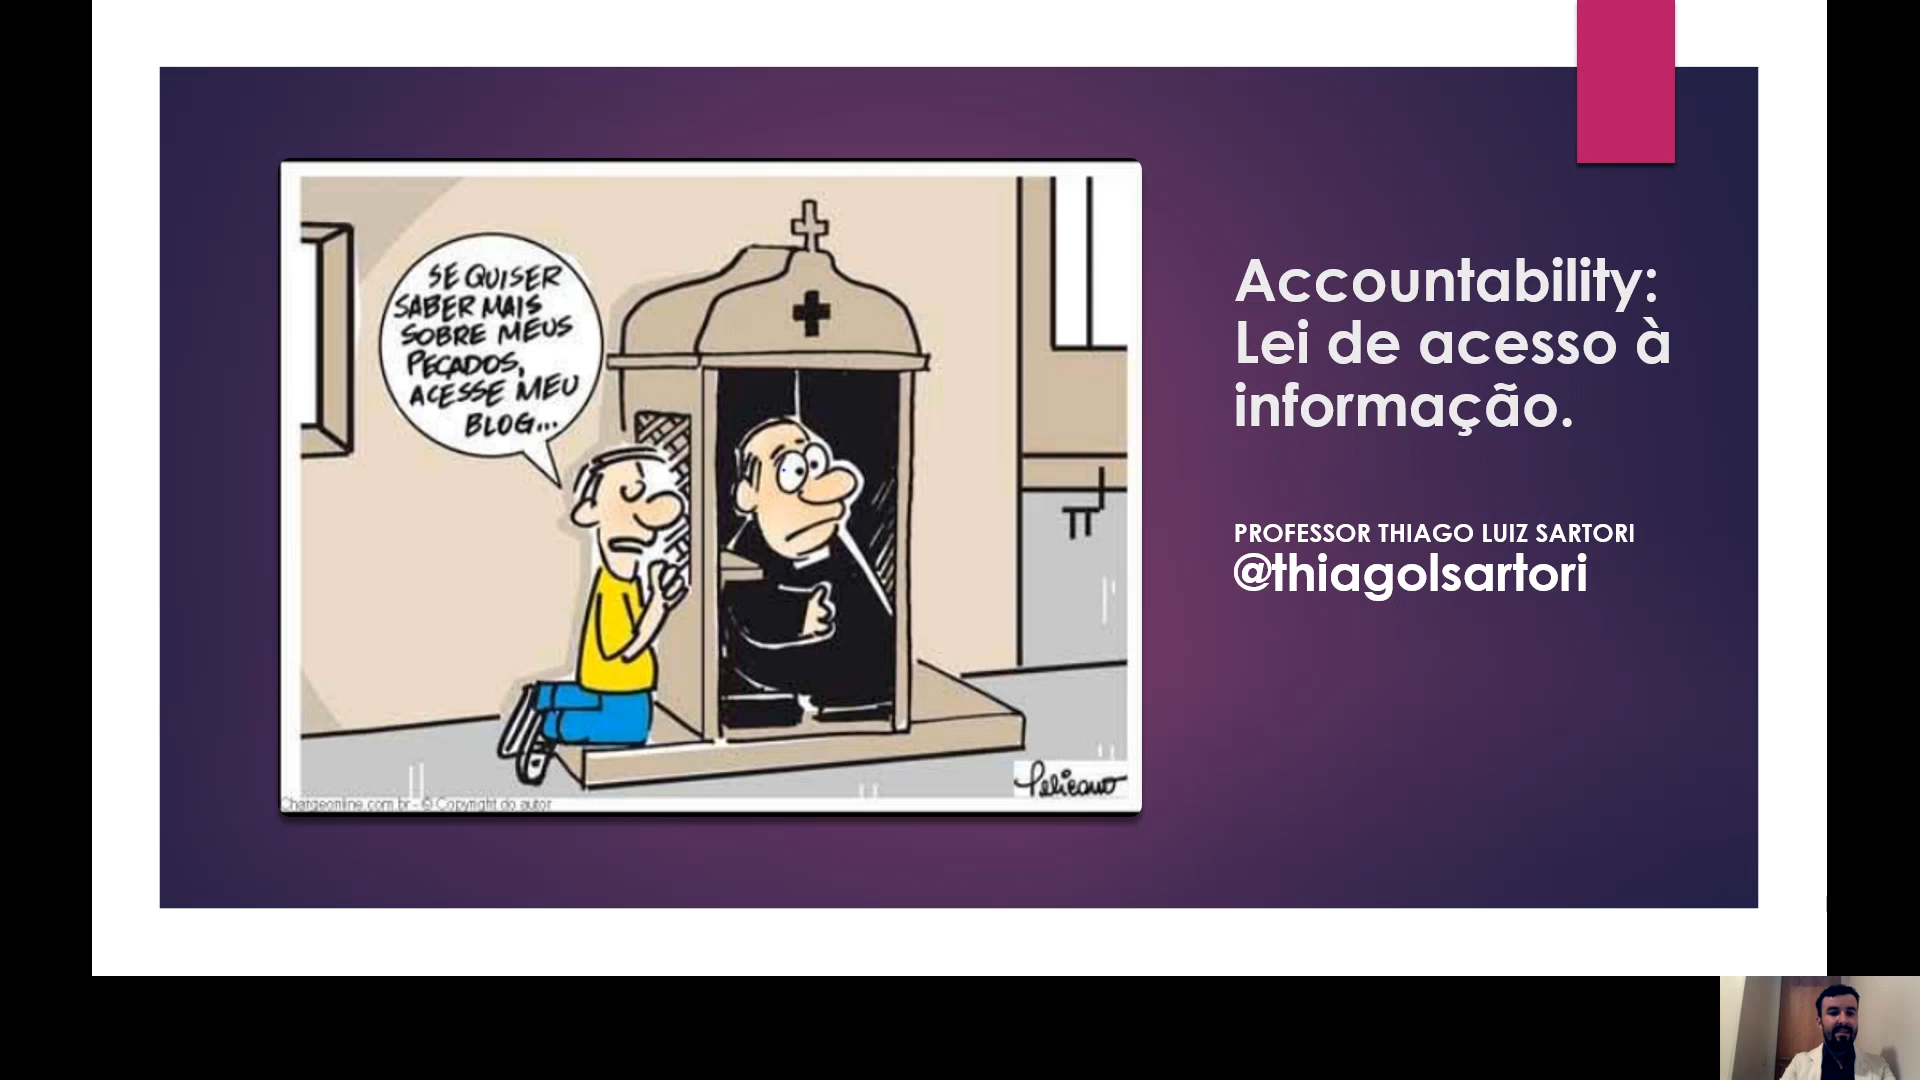 SE QUISER
SABER MAIS
SOBRE MEUS
PECADOS,
ACESSE MEU
BLOG...
Pelicano
Chargeonline.com.br - © Copyright do autor
Accountability:
Lei de acesso à
informação.
PROFESSOR THIAGO LUIZ SARTORI
@thiagolsartori